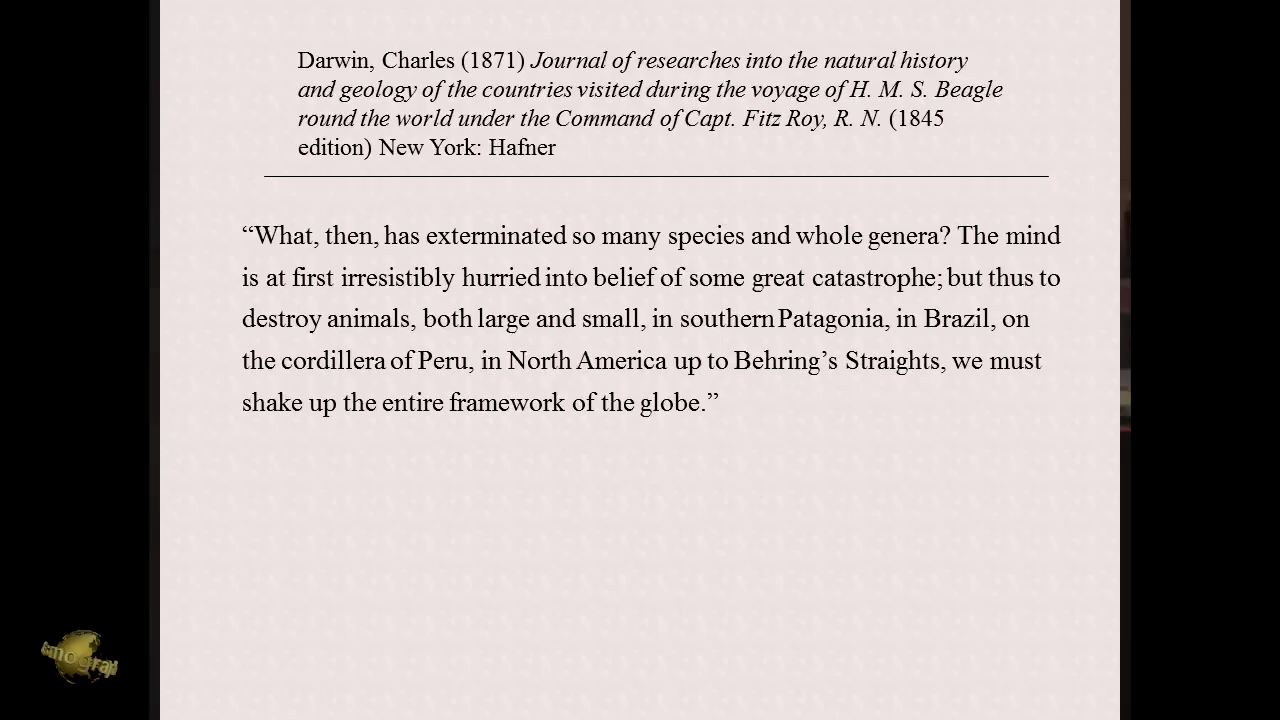 Darwin, Charles (1871) Journal of researches into the natural history
and geology of the countries visited during the voyage of H. M. S. Beagle
round the world under the Command of Capt. Fitz Roy, R. N. (1845
edition) New York: Hafner
“What, then, has exterminated so many species and whole genera? The mind
is at first irresistibly hurried into belief of some great catastrophe; but thus to
destroy animals, both large and small, in southern Patagonia, in Brazil, on
the cordillera of Peru, in North America up to Behring’s Straights, we must
shake up the entire framework of the globe.”